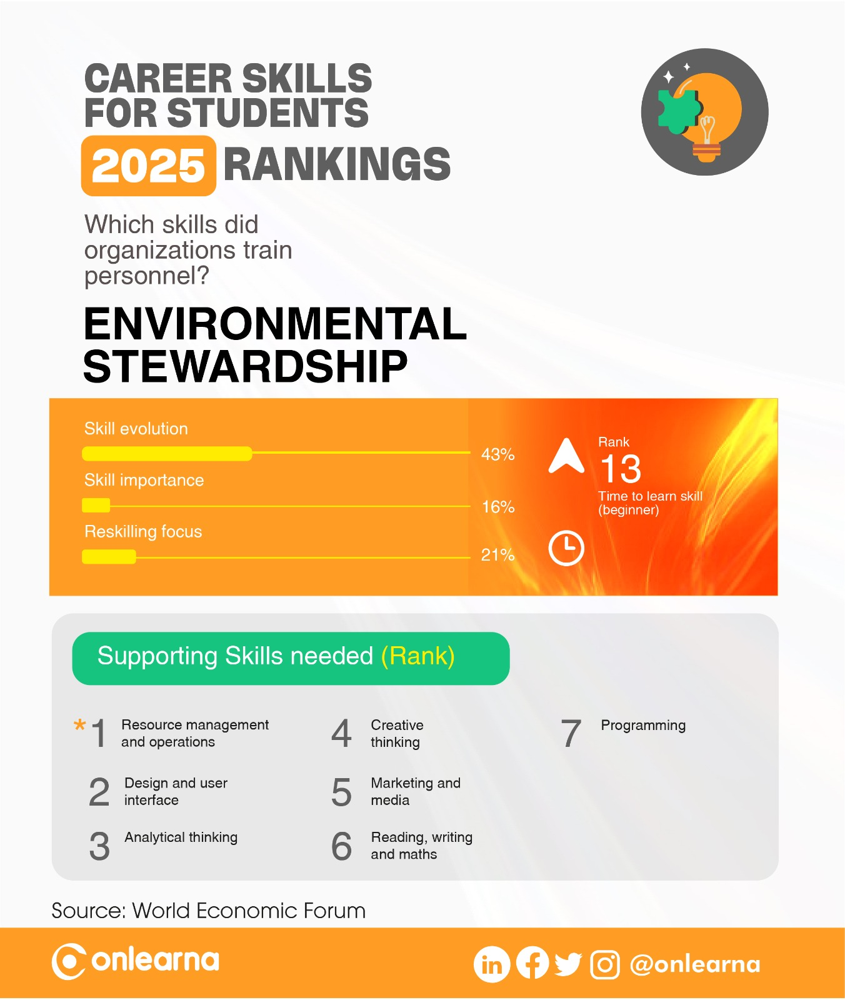 CAREER SKILLS
FOR STUDENTS
2025 RANKINGS
Which skills did
organizations train
personnel?
ENVIRONMENTAL
STEWARDSHIP
Skill evolution
43%
Skill importance
16%
Reskilling focus
21%
Rank
13
Time to learn skill
(beginner)
Supporting Skills needed (Rank)
*1 Resource management
and operations
2 Design and user
interface
3 Analytical thinking
4 Creative
thinking
5 Marketing and
media
6 Reading, writing
and maths
7 Programming
Source: World Economic Forum
onlearna
in @onlearna